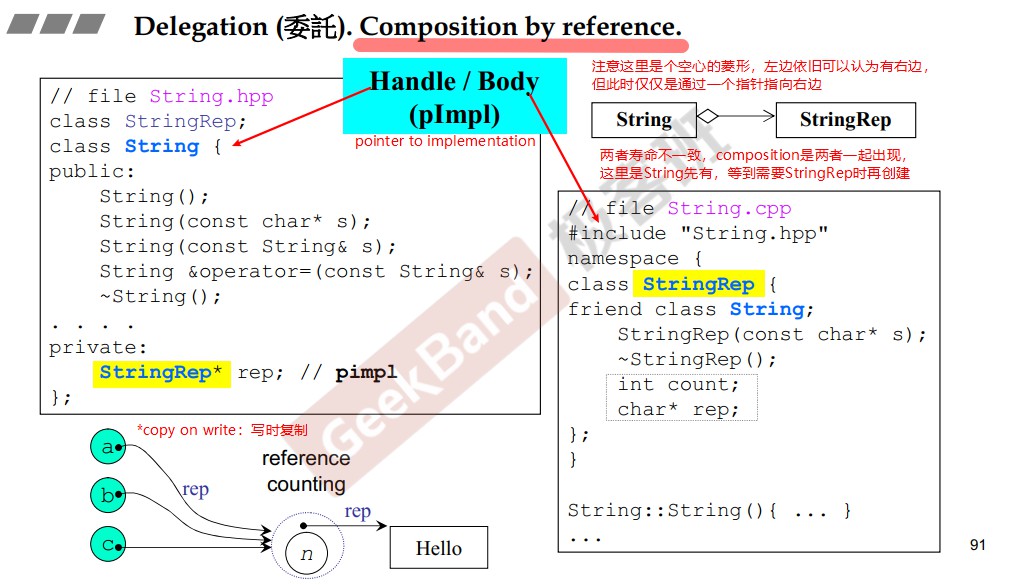 Delegation (委託). Composition by reference.
Handle / Body
(pImpl)
pointer to implementation
// file String.hpp
class StringRep;
class String {
public:
String();
String(const char* s);
String(const String& s);
String &operator=(const String& s);
~String();
. . . .
private:
StringRep* rep; // pimpl
};
注意这里是个空心的菱形，左边依旧可以认为有右边，
但此时仅仅是通过一个指针指向右边
String
StringRep
两者寿命不一致，composition是两者一起出现，
这里是String先有，等到需要StringRep时再创建
// file String.cpp
#include "String.hpp"
namespace {
class StringRep {
friend class String;
StringRep(const char* s);
~StringRep();
int count;
char* rep;
};
}
String::String(){ ... }
...
*copy on write：写时复制
a
b
c
rep
reference
counting
rep
n
Hello
GeekBand 极客班
91